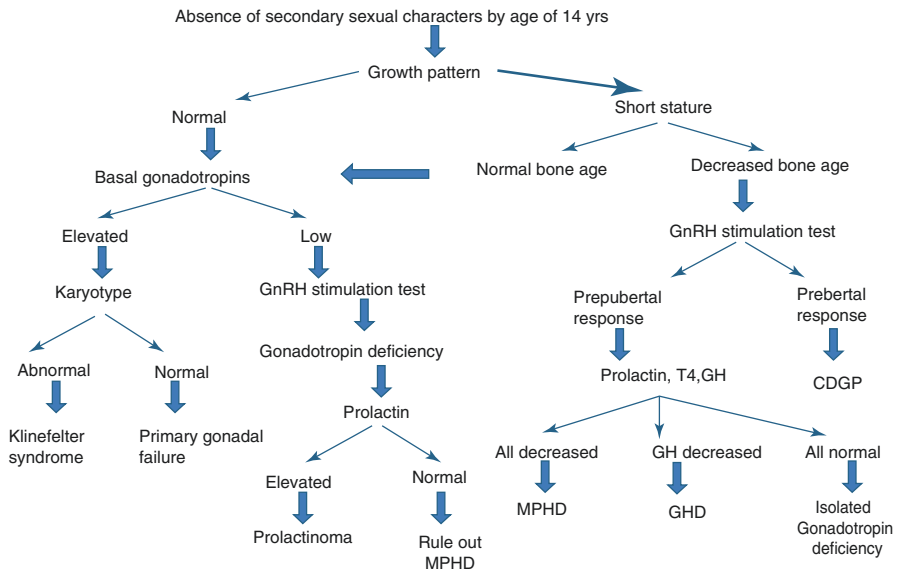 Absence of secondary sexual characters by age of 14 yrs
Growth pattern
Normal
Short stature
Basal gonadotropins
Normal bone age
Decreased bone age
Elevated
Low
GnRH stimulation test
Karyotype
GnRH stimulation test
Prepubertal
response
Prebertal
response
Abnormal
Normal
Gonadotropin deficiency
Prolactin, T4,GH
CDGP
Klinefelter
syndrome
Primary gonadal
failure
Prolactin
All decreased
GH decreased
All normal
Elevated
Normal
MPHD
GHD
Isolated
Gonadotropin
deficiency
Prolactinoma
Rule out
MPHD